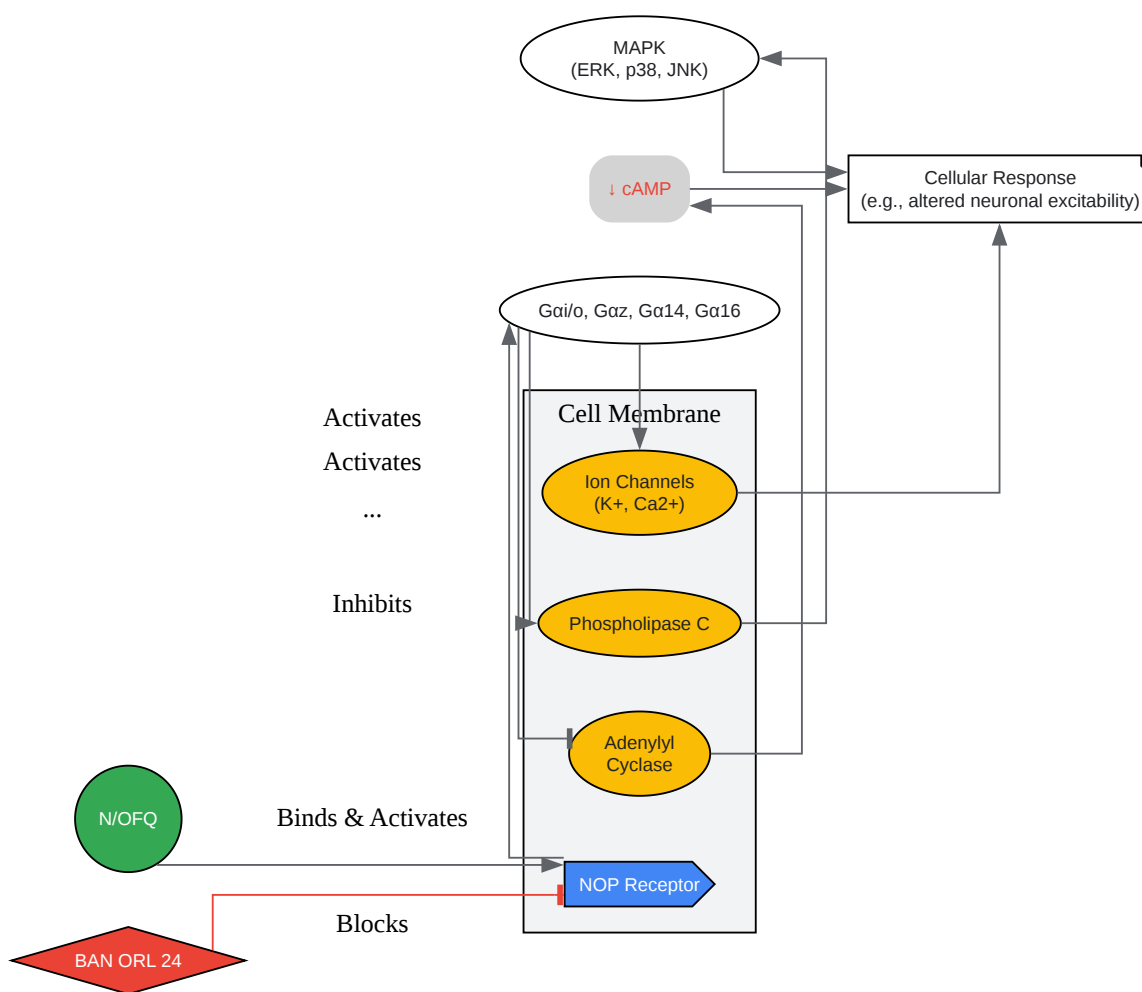 MAPK
(ERK, p38, JNK)
↓ cAMP
Cellular Response
(e.g., altered neuronal excitability)
Gαi/o, Gαz, Gα14, Gα16
Cell Membrane
Activates
Activates
...
Ion Channels
(K+, Ca2+)
Inhibits
Phospholipase C
Adenylyl
Cyclase
N/OFQ
Binds & Activates
NOP Receptor
Blocks
BAN ORL 24